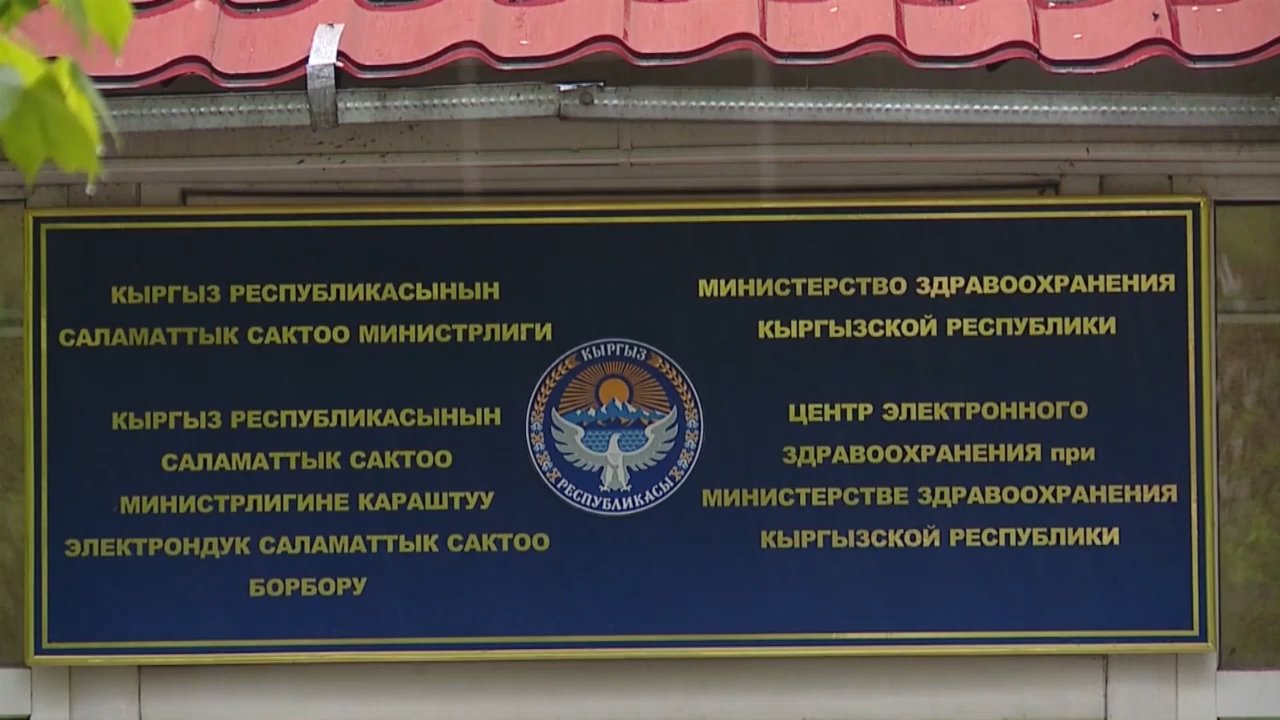 КЫРГЫЗ РЕСПУБЛИКАСЫНЫН
САЛАМАТТЫК САКТОО МИНИСТРЛИГИ
КЫРГЫЗ РЕСПУБЛИКАСЫНЫН
САЛАМАТТЫК САКТОО
МИНИСТРЛИГИНЕ КАРАШТУУ
ЭЛЕКТРОНДУК САЛАМАТТЫК САКТОО
БОРБОРУ
КЫРГЫЗ
РЕСПУБЛИКАСЫ
МИНИСТЕРСТВО ЗДРАВООХРАНЕНИЯ
КЫРГЫЗСКОЙ РЕСПУБЛИКИ
ЦЕНТР ЭЛЕКТРОННОГО
ЗДРАВООХРАНЕНИЯ при
МИНИСТЕРСТВЕ ЗДРАВООХРАНЕНИЯ
КЫРГЫЗСКОЙ РЕСПУБЛИКИ